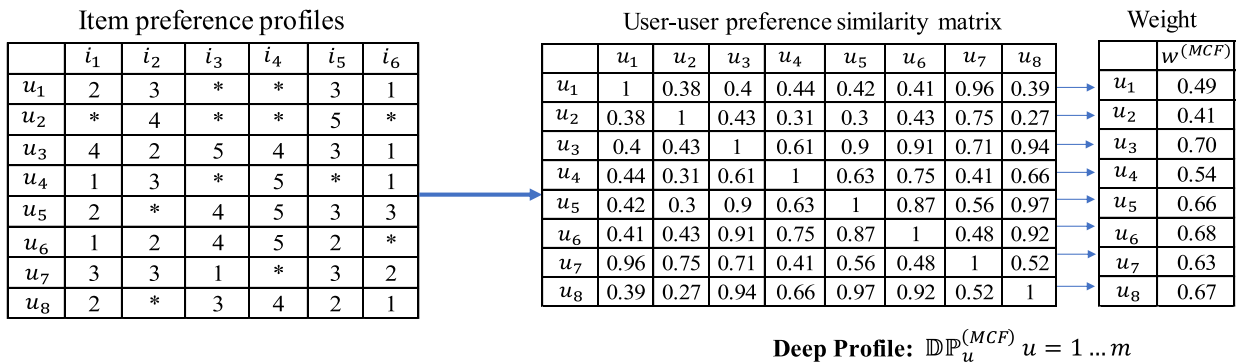 Item preference profiles User-user preference similarity matrix Weight
i₁ i₂ i₃ i₄ i₅ i₆ u₁ u₂ u₃ u₄ u₅ u₆ u₇ u₈ w^(MCF)
u₁ 2 3 * * 3 1 u₁ 1 0.38 0.4 0.44 0.42 0.41 0.96 0.39 u₁ 0.49
u₂ * 4 * * 5 * u₂ 0.38 1 0.43 0.31 0.3 0.43 0.75 0.27 u₂ 0.41
u₃ 4 2 5 4 3 1 u₃ 0.4 0.43 1 0.61 0.9 0.91 0.71 0.94 u₃ 0.70
u₄ 1 3 * 5 * 1 u₄ 0.44 0.31 0.61 1 0.63 0.75 0.41 0.66 u₄ 0.54
u₅ 2 * 4 5 3 3 u₅ 0.42 0.3 0.9 0.63 1 0.87 0.56 0.97 u₅ 0.66
u₆ 1 2 4 5 2 * u₆ 0.41 0.43 0.91 0.75 0.87 1 0.48 0.92 u₆ 0.68
u₇ 3 3 1 * 3 2 u₇ 0.96 0.75 0.71 0.41 0.56 0.48 1 0.52 u₇ 0.63
u₈ 2 * 3 4 2 1 u₈ 0.39 0.27 0.94 0.66 0.97 0.92 0.52 1 u₈ 0.67
Deep Profile: 𝔻ℙᵤ^(MCF) u = 1 … m